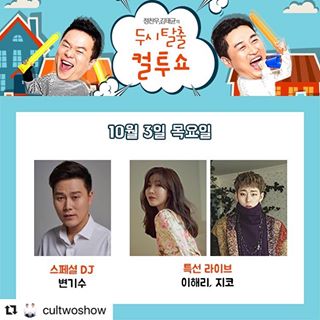 정찬우,김태균의
두시탈출
컬투쇼
10월 3일 목요일
스페셜 DJ
변기수
특선 라이브
이해리, 지코
cultwoshow